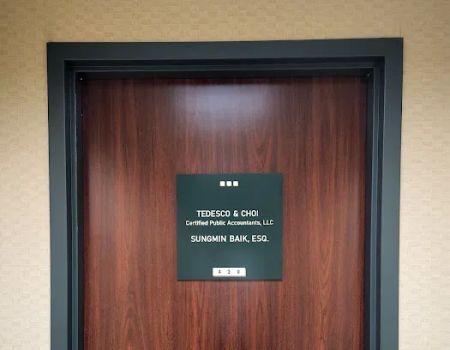 TEDESCO & CHOI
Certified Public Accountants, LLC
SUNGMIN BAIK, ESQ.